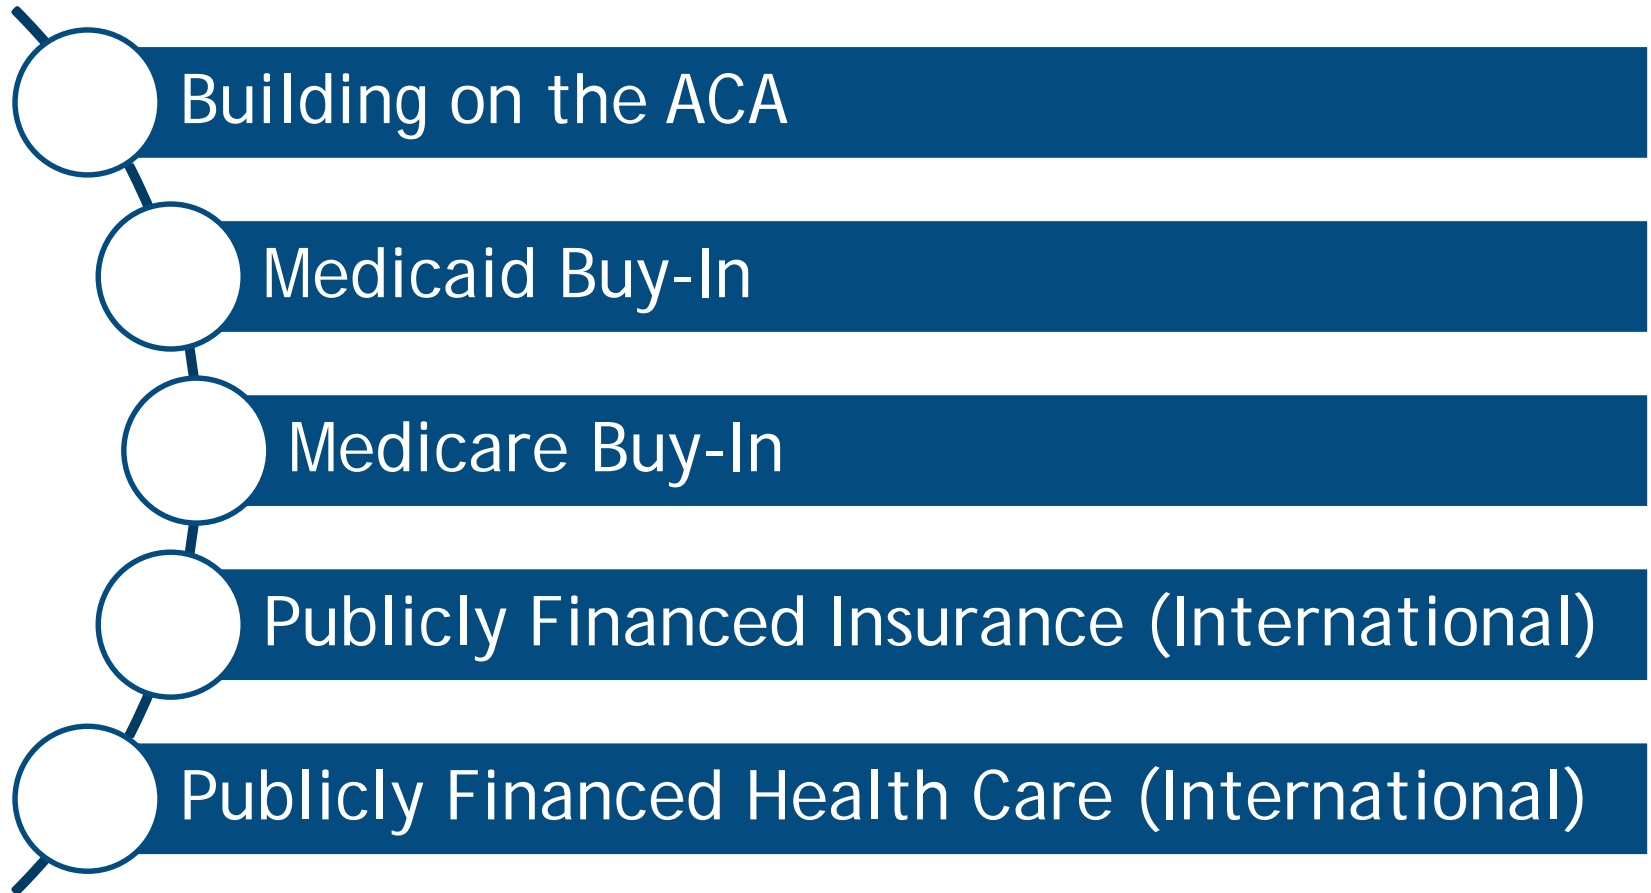 Building on the ACA
Medicaid Buy-In
Medicare Buy-In
Publicly Financed Insurance (International)
Publicly Financed Health Care (International)